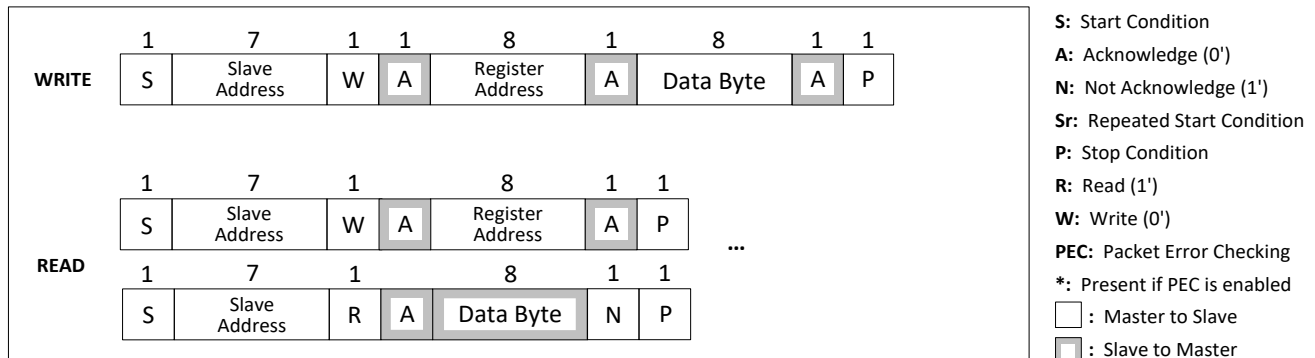 1 7 1 1 8 1 8 1 1
WRITE S Slave Address W A Register Address A Data Byte A P
1 7 1 8 1 1
S Slave Address W A Register Address A P ...
READ
1 7 1 8 1 1
S Slave Address R A Data Byte N P
S: Start Condition
A: Acknowledge (0')
N: Not Acknowledge (1')
Sr: Repeated Start Condition
P: Stop Condition
R: Read (1')
W: Write (0')
PEC: Packet Error Checking
*: Present if PEC is enabled
: Master to Slave
: Slave to Master